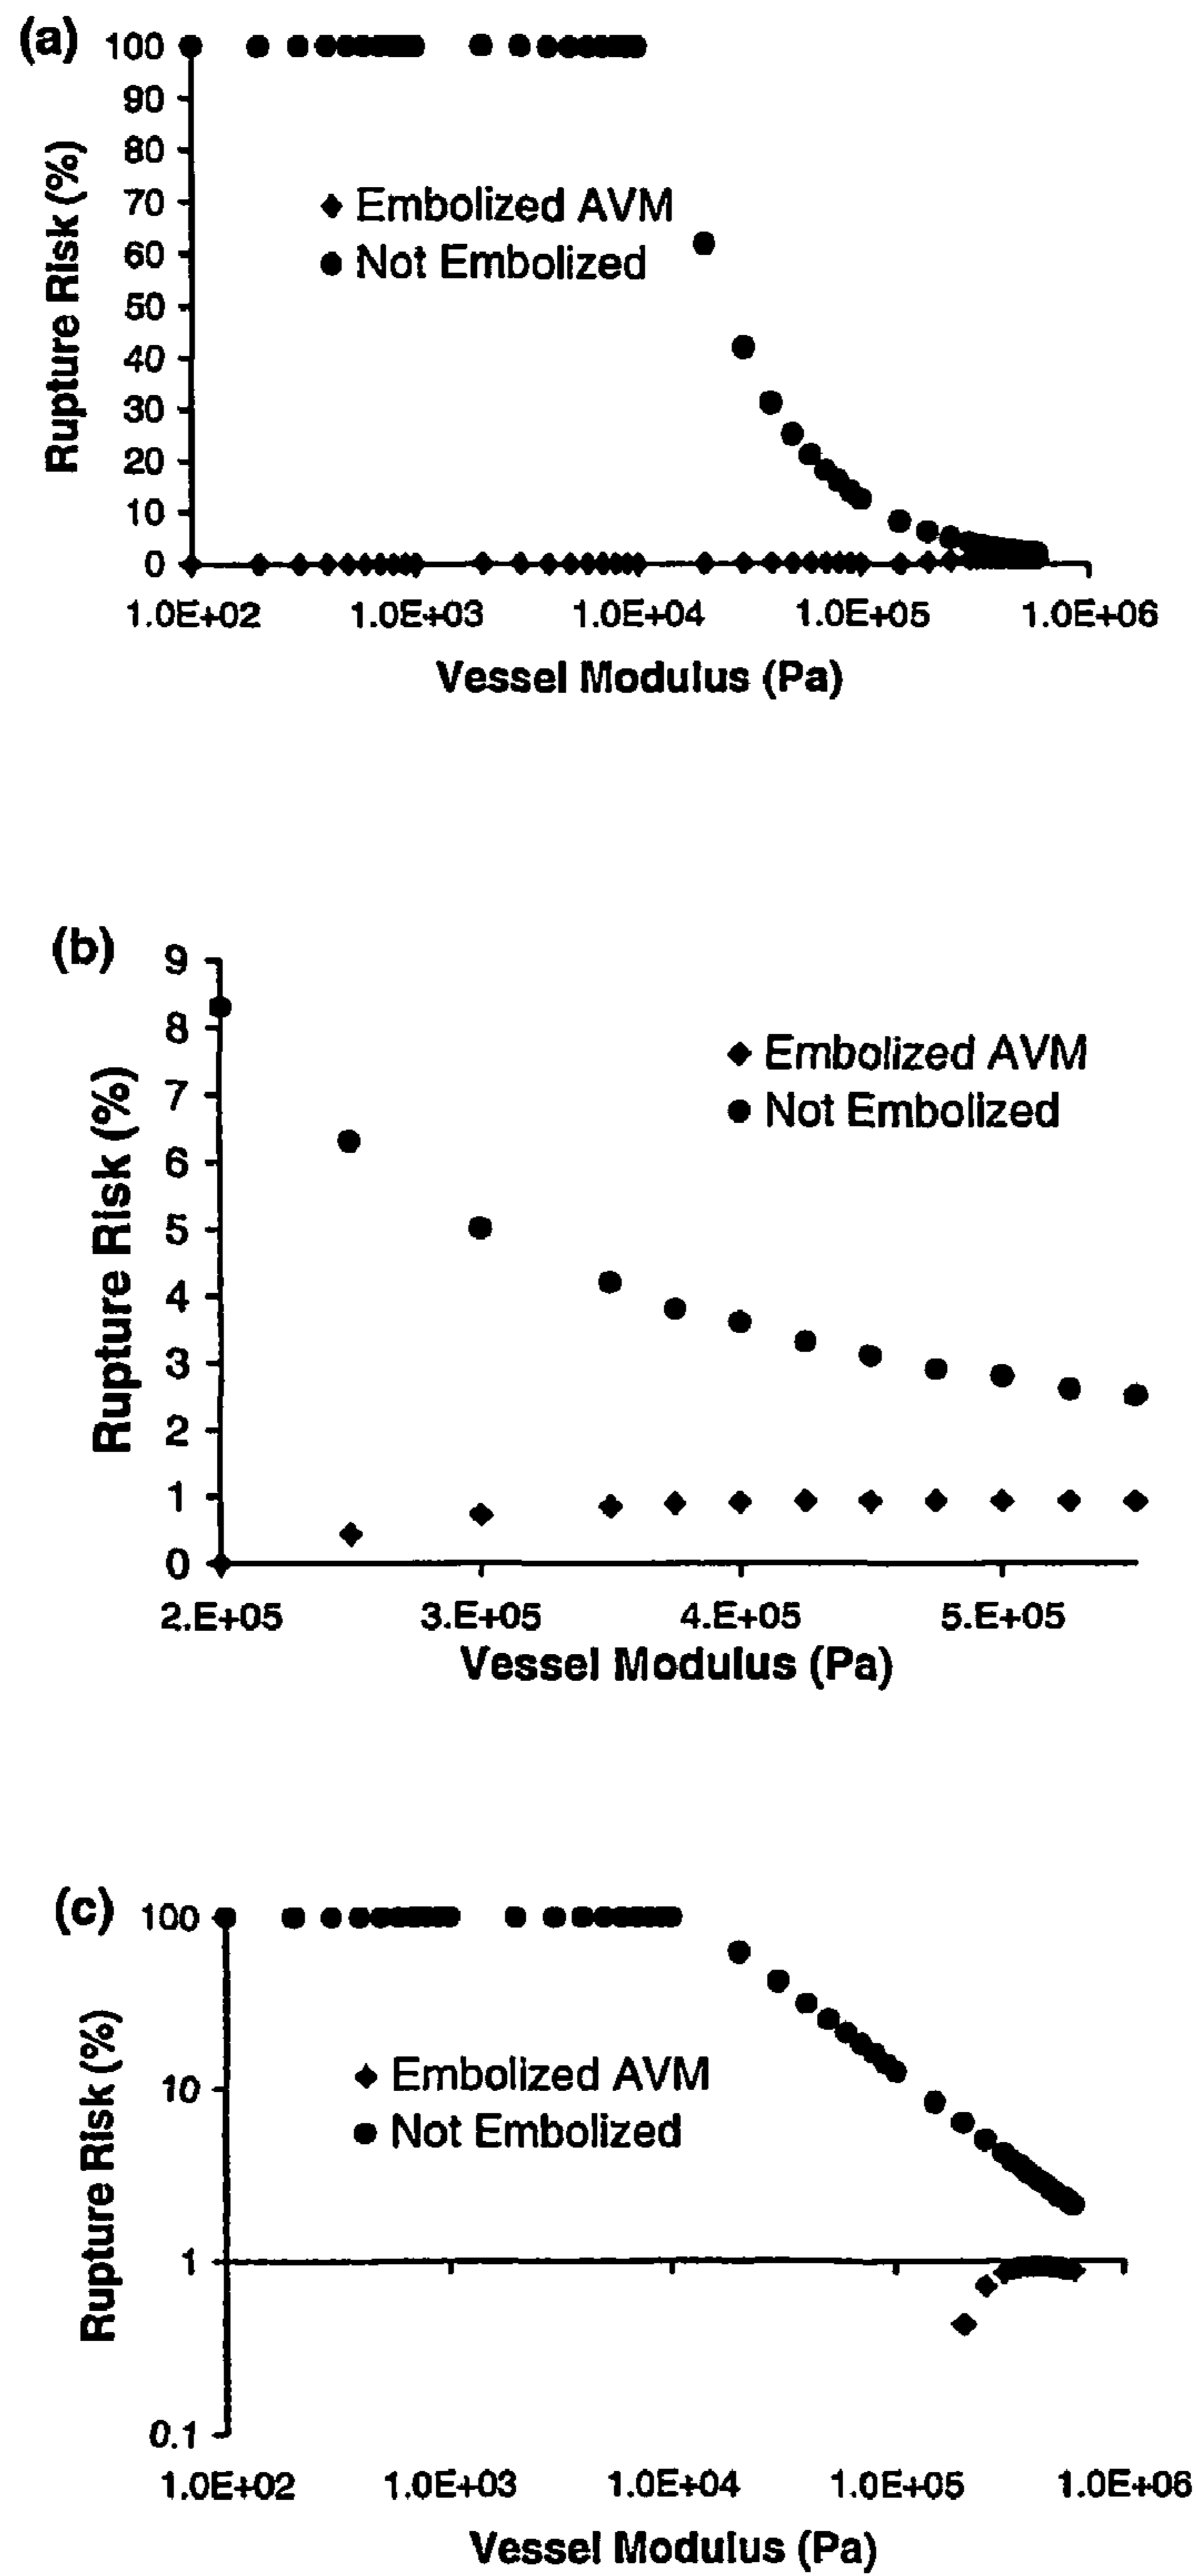 (a)
100
90
80
70
60
50
40
30
20
10
0
Rupture Risk (%)
Embolized AVM
Not Embolized
1.0E+02 1.0E+03 1.0E+04 1.0E+05 1.0E+06
Vessel Modulus (Pa)
(b)
9
8
7
6
5
4
3
2
1
0
Rupture Risk (%)
Embolized AVM
Not Embolized
2.E+05 3.E+05 4.E+05 5.E+05
Vessel Modulus (Pa)
(c)
100
10
1
0.1
Rupture Risk (%)
Embolized AVM
Not Embolized
1.0E+02 1.0E+03 1.0E+04 1.0E+05 1.0E+06
Vessel Modulus (Pa)